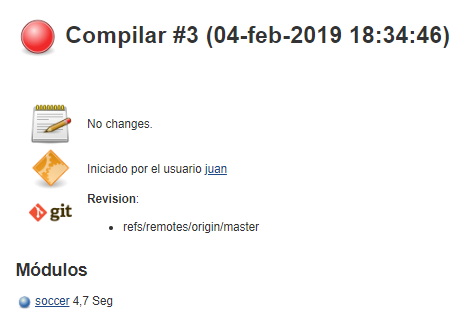 Compilar #3 (04-feb-2019 18:34:46)
No changes.
Iniciado por el usuario juan
git
Revision:
refs/remotes/origin/master
Módulos
soccer 4,7 Seg